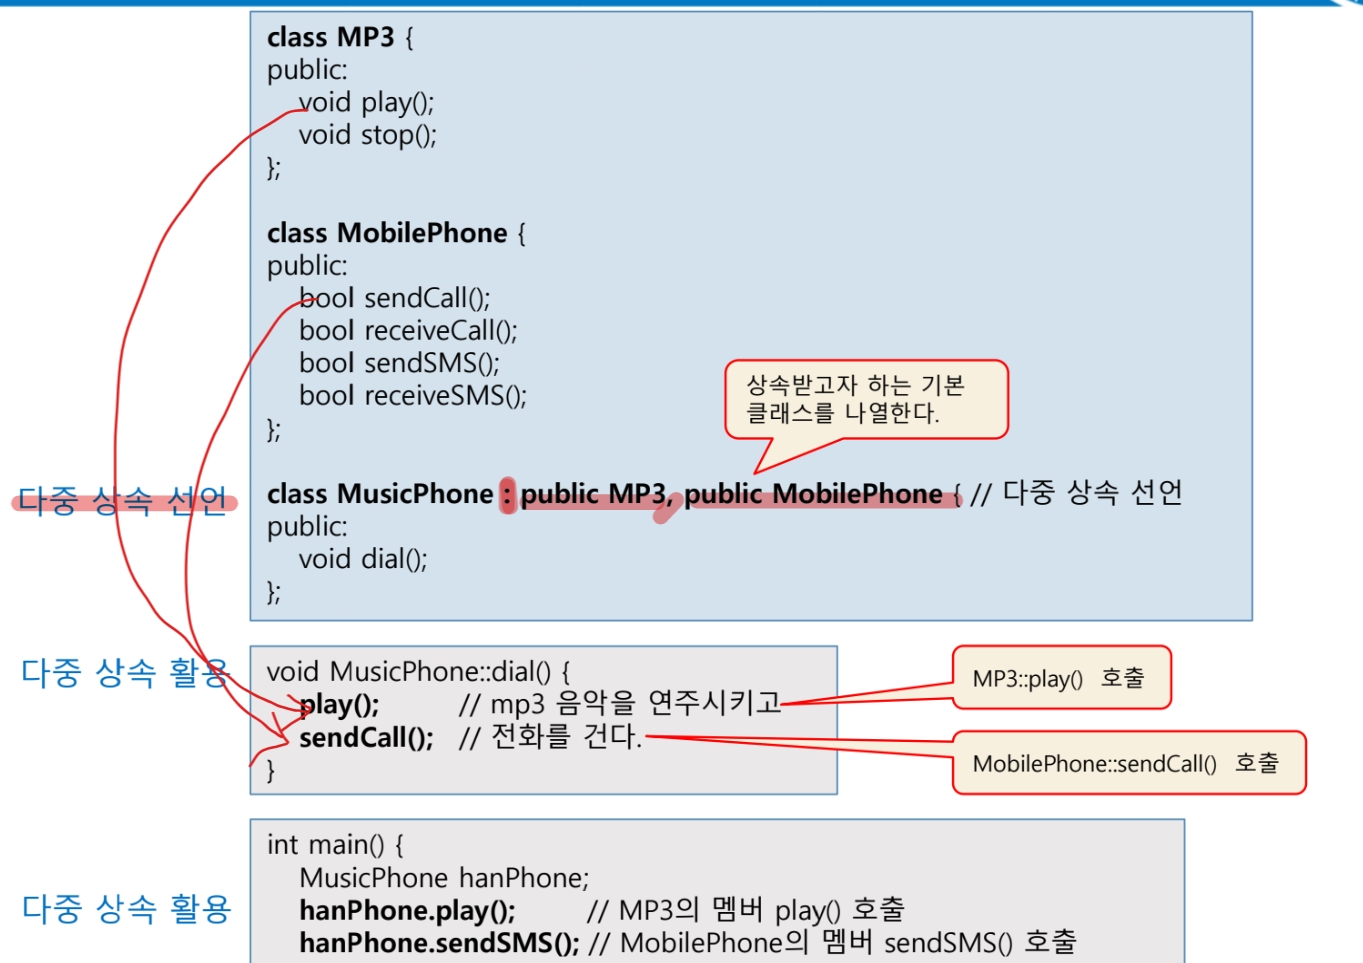 class MP3 {
public:
void play();
void stop();
};
class MobilePhone {
public:
bool sendCall();
bool receiveCall();
bool sendSMS();
bool receiveSMS();
};
상속받고자 하는 기본
클래스를 나열한다.
다중 상속 선언
class MusicPhone : public MP3, public MobilePhone { // 다중 상속 선언
public:
void dial();
};
다중 상속 활용
void MusicPhone::dial() {
play(); // mp3 음악을 연주시키고
sendCall(); // 전화를 건다.
}
MP3::play() 호출
MobilePhone::sendCall() 호출
다중 상속 활용
int main() {
MusicPhone hanPhone;
hanPhone.play(); // MP3의 멤버 play() 호출
hanPhone.sendSMS(); // MobilePhone의 멤버 sendSMS() 호출